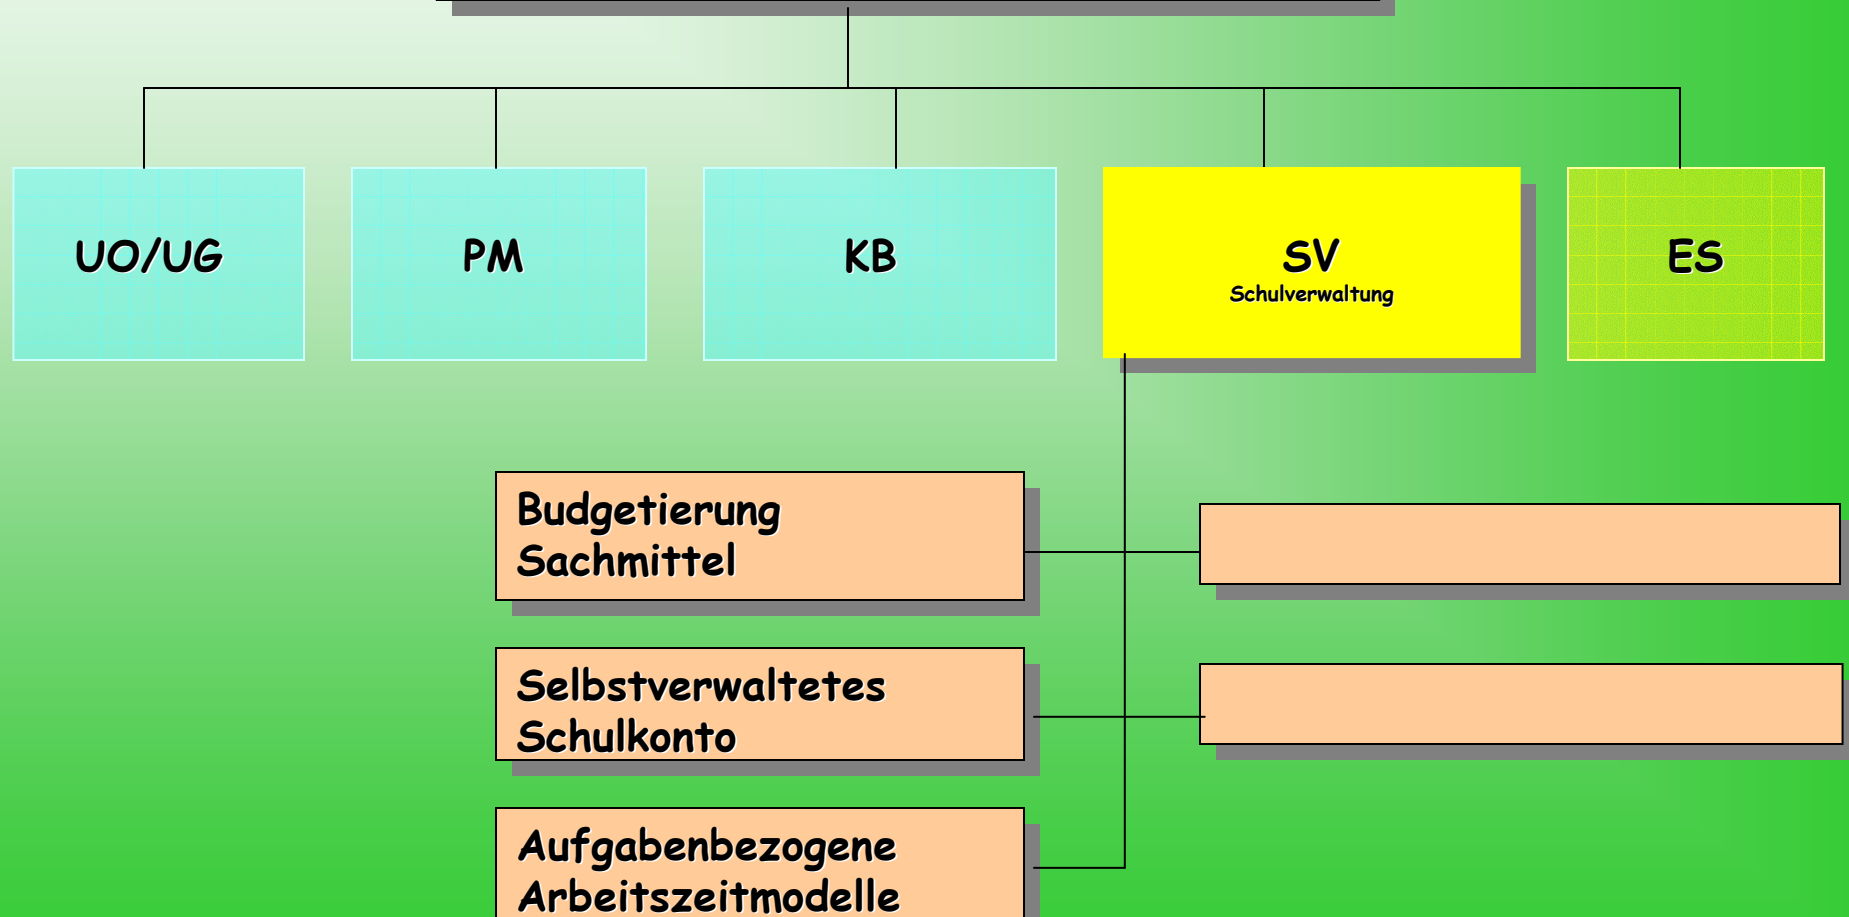 UO/UG
PM
KB
SV
Schulverwaltung
ES
Budgetierung
Sachmittel
Selbstverwaltetes
Schulkonto
Aufgabenbezogene
Arbeitszeitmodelle